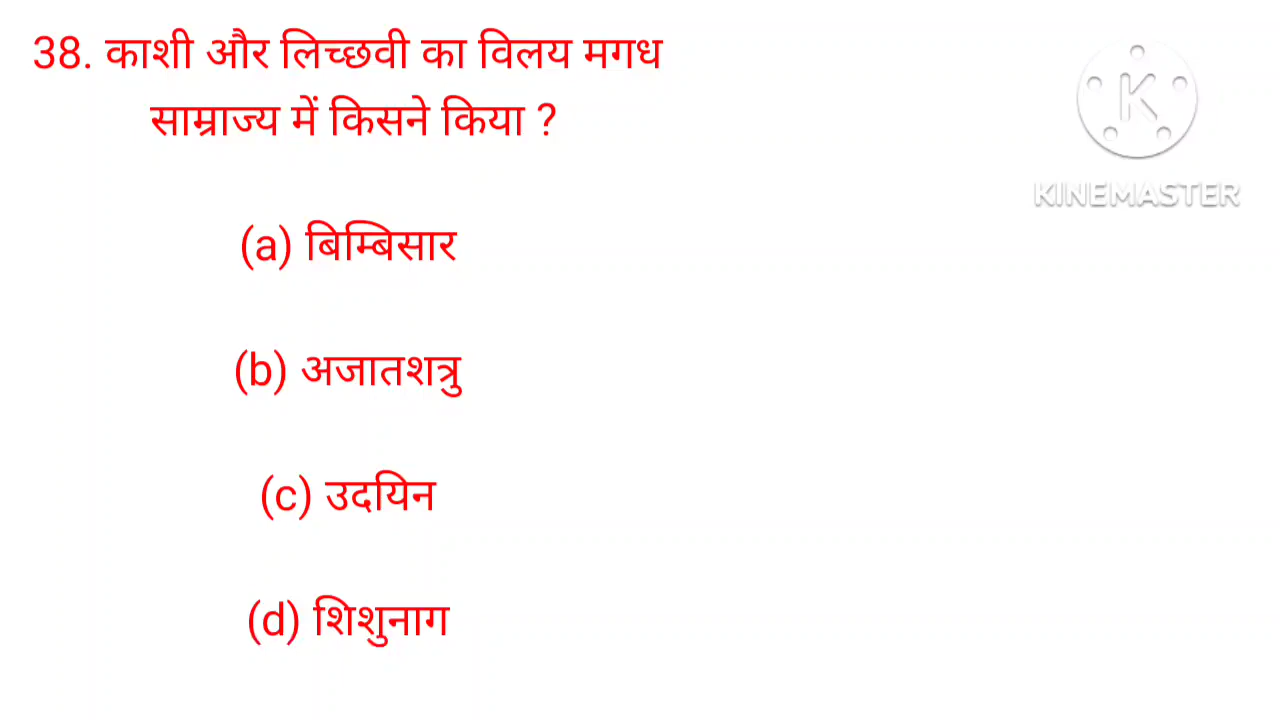 38. काशी और लिच्छवी का विलय मगध
साम्राज्य में किसने किया ?
K
KINEMASTER
(a) बिम्बिसार
(b) अजातशत्रु
(c) उदयिन
(d) शिशुनाग